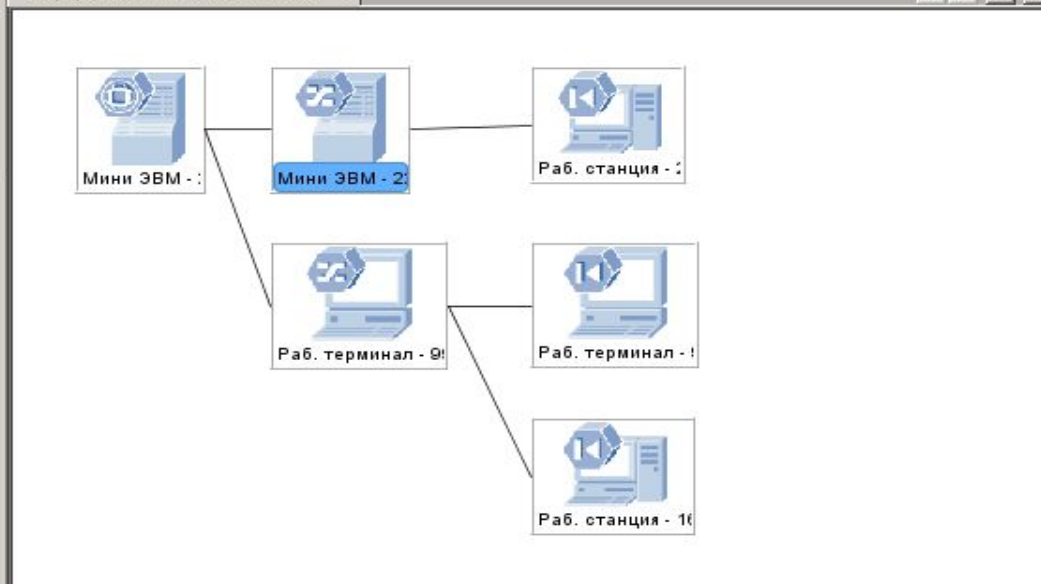 Мини ЭВМ -
Мини ЭВМ - 2
Раб. станция -
Раб. терминал - 9
Раб. терминал -
Раб. станция - 1